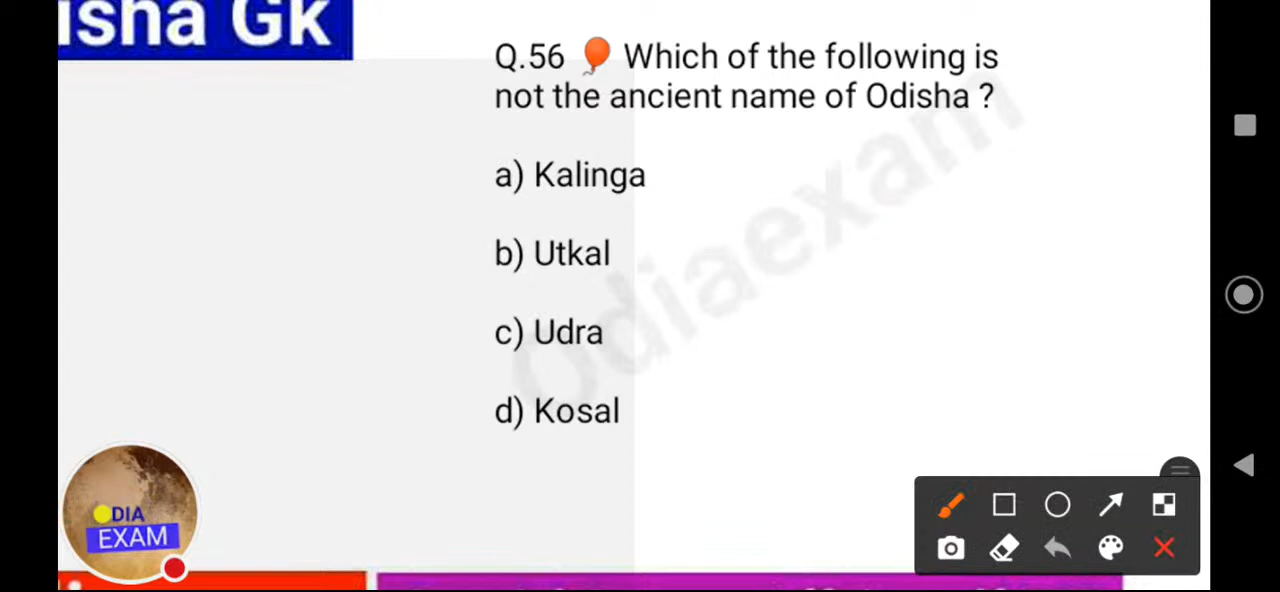 isha Gk
Q.56 🎈 Which of the following is
not the ancient name of Odisha ?
a) Kalinga
b) Utkal
c) Udra
d) Kosal
Odiaexam
DIA
EXAM